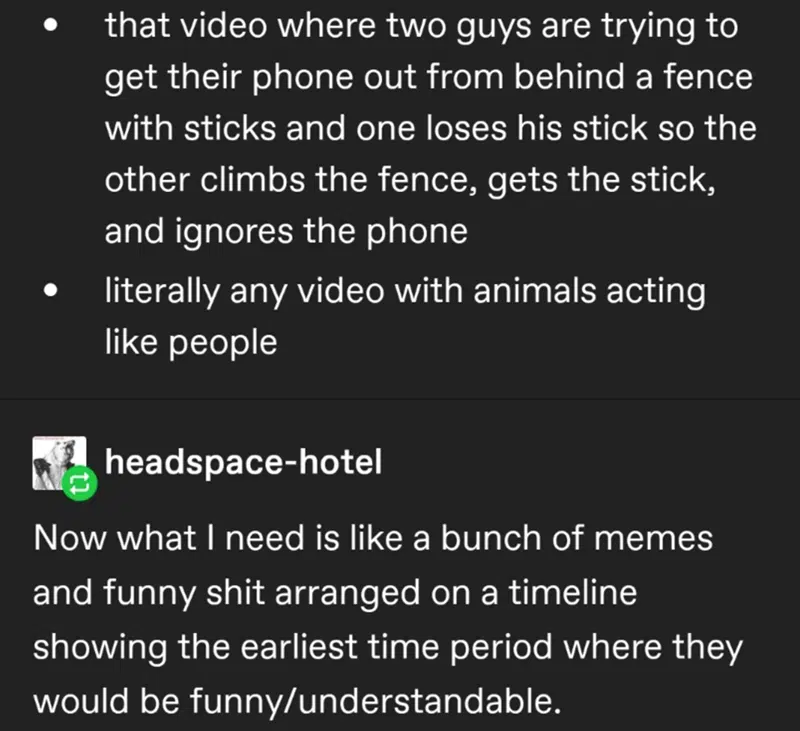 • that video where two guys are trying to
get their phone out from behind a fence
with sticks and one loses his stick so the
other climbs the fence, gets the stick,
and ignores the phone
• literally any video with animals acting
like people
headspace-hotel
Now what I need is like a bunch of memes
and funny shit arranged on a timeline
showing the earliest time period where they
would be funny/understandable.